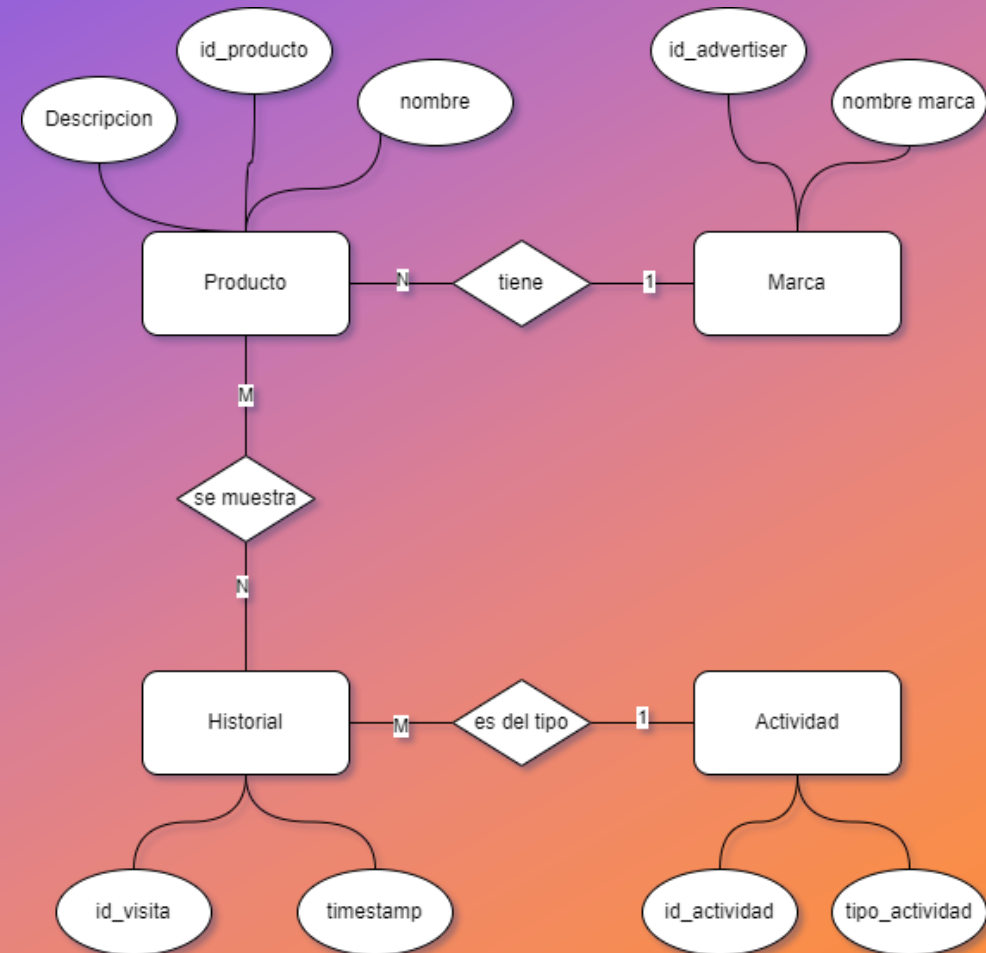 id_producto
id_advertiser
nombre
nombre marca
Descripcion
Producto
N
tiene
1
Marca
M
se muestra
N
Historial
M
es del tipo
1
Actividad
id_visita
timestamp
id_actividad
tipo_actividad